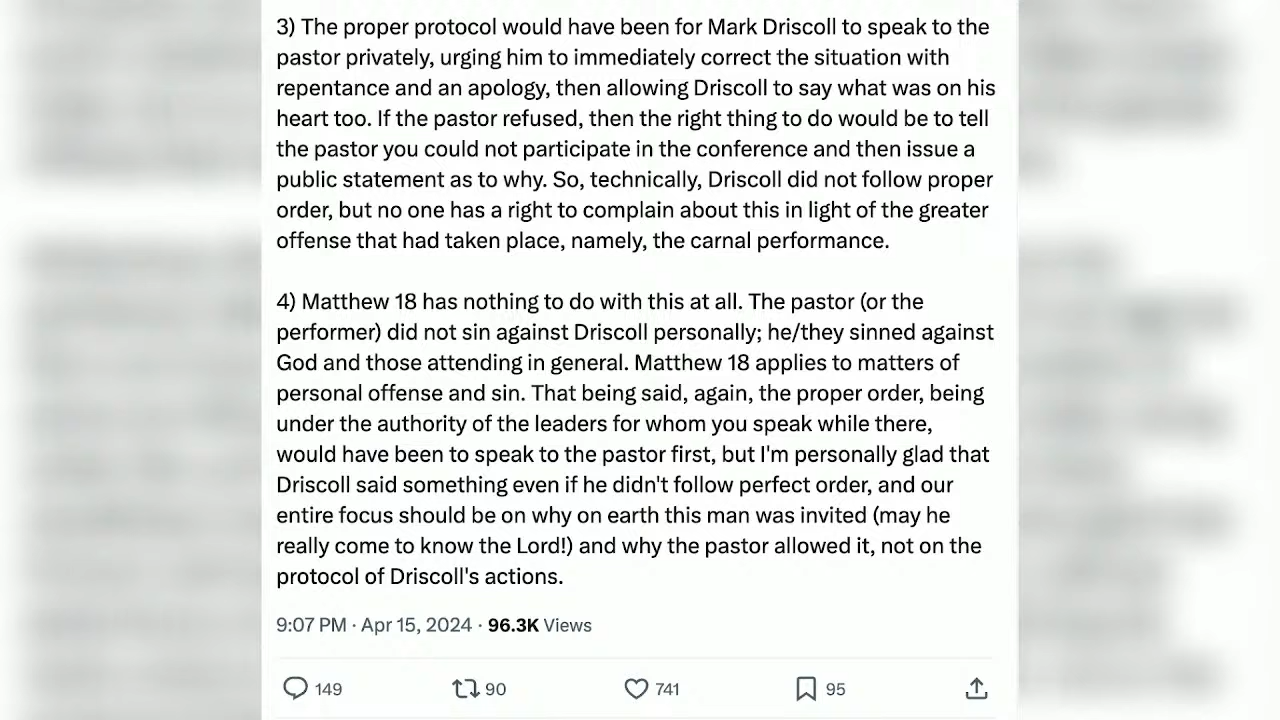 3) The proper protocol would have been for Mark Driscoll to speak to the
pastor privately, urging him to immediately correct the situation with
repentance and an apology, then allowing Driscoll to say what was on his
heart too. If the pastor refused, then the right thing to do would be to tell
the pastor you could not participate in the conference and then issue a
public statement as to why. So, technically, Driscoll did not follow proper
order, but no one has a right to complain about this in light of the greater
offense that had taken place, namely, the carnal performance.
4) Matthew 18 has nothing to do with this at all. The pastor (or the
performer) did not sin against Driscoll personally; he/they sinned against
God and those attending in general. Matthew 18 applies to matters of
personal offense and sin. That being said, again, the proper order, being
under the authority of the leaders for whom you speak while there,
would have been to speak to the pastor first, but I'm personally glad that
Driscoll said something even if he didn't follow perfect order, and our
entire focus should be on why on earth this man was invited (may he
really come to know the Lord!) and why the pastor allowed it, not on the
protocol of Driscoll's actions.
9:07 PM · Apr 15, 2024 · 96.3K Views
149 90 741 95